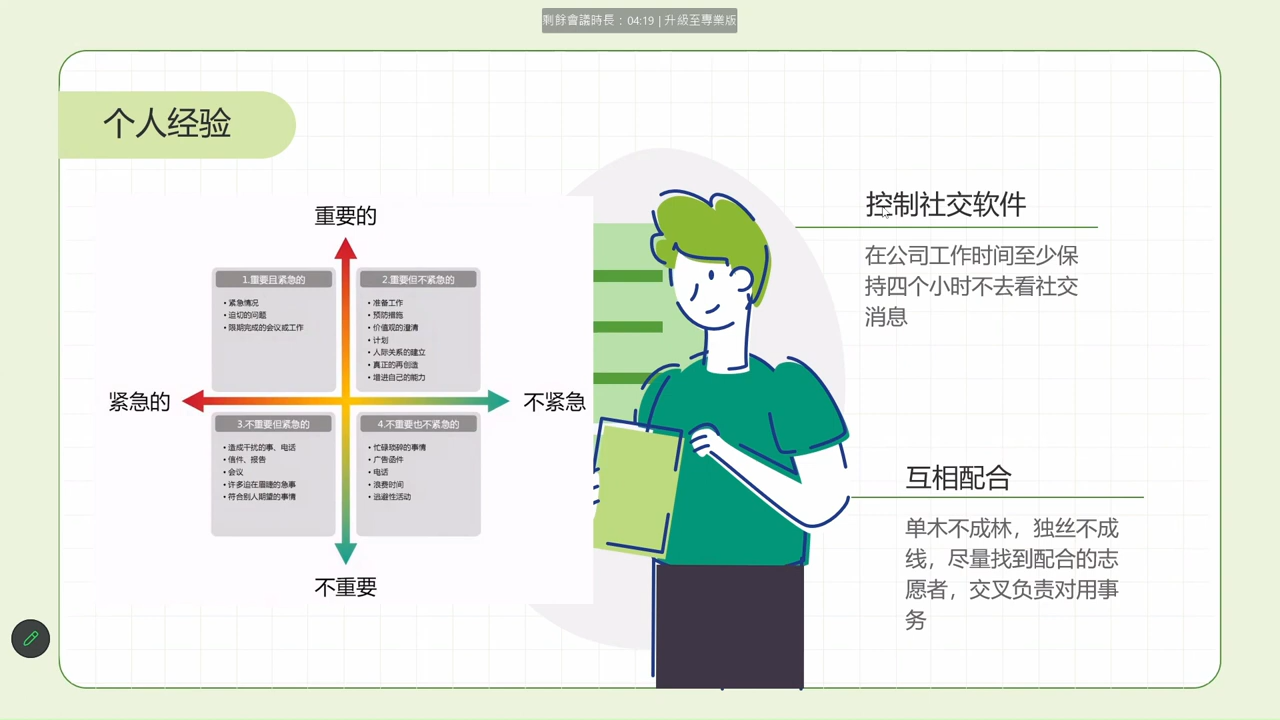 剩餘會議時長：04:19 | 升級至專業版
个人经验
重要的
1.重要且紧急的
• 紧急情况
• 迫切的问题
• 限期完成的会议或工作
2.重要但不紧急的
• 准备工作
• 预防措施
• 价值观的澄清
• 计划
• 人际关系的建立
• 真正的再创造
• 增进自己的能力
紧急的
不紧急
3.不重要但紧急的
• 造成干扰的事、电话
• 信件、报告
• 会议
• 许多迫在眉睫的急事
• 符合别人期望的事情
4.不重要也不紧急的
• 忙碌琐碎的事情
• 广告函件
• 电话
• 浪费时间
• 逃避性活动
不重要
控制社交软件
在公司工作时间至少保
持四个小时不去看社交
消息
互相配合
单木不成林，独丝不成
线，尽量找到配合的志
愿者，交叉负责对用事
务